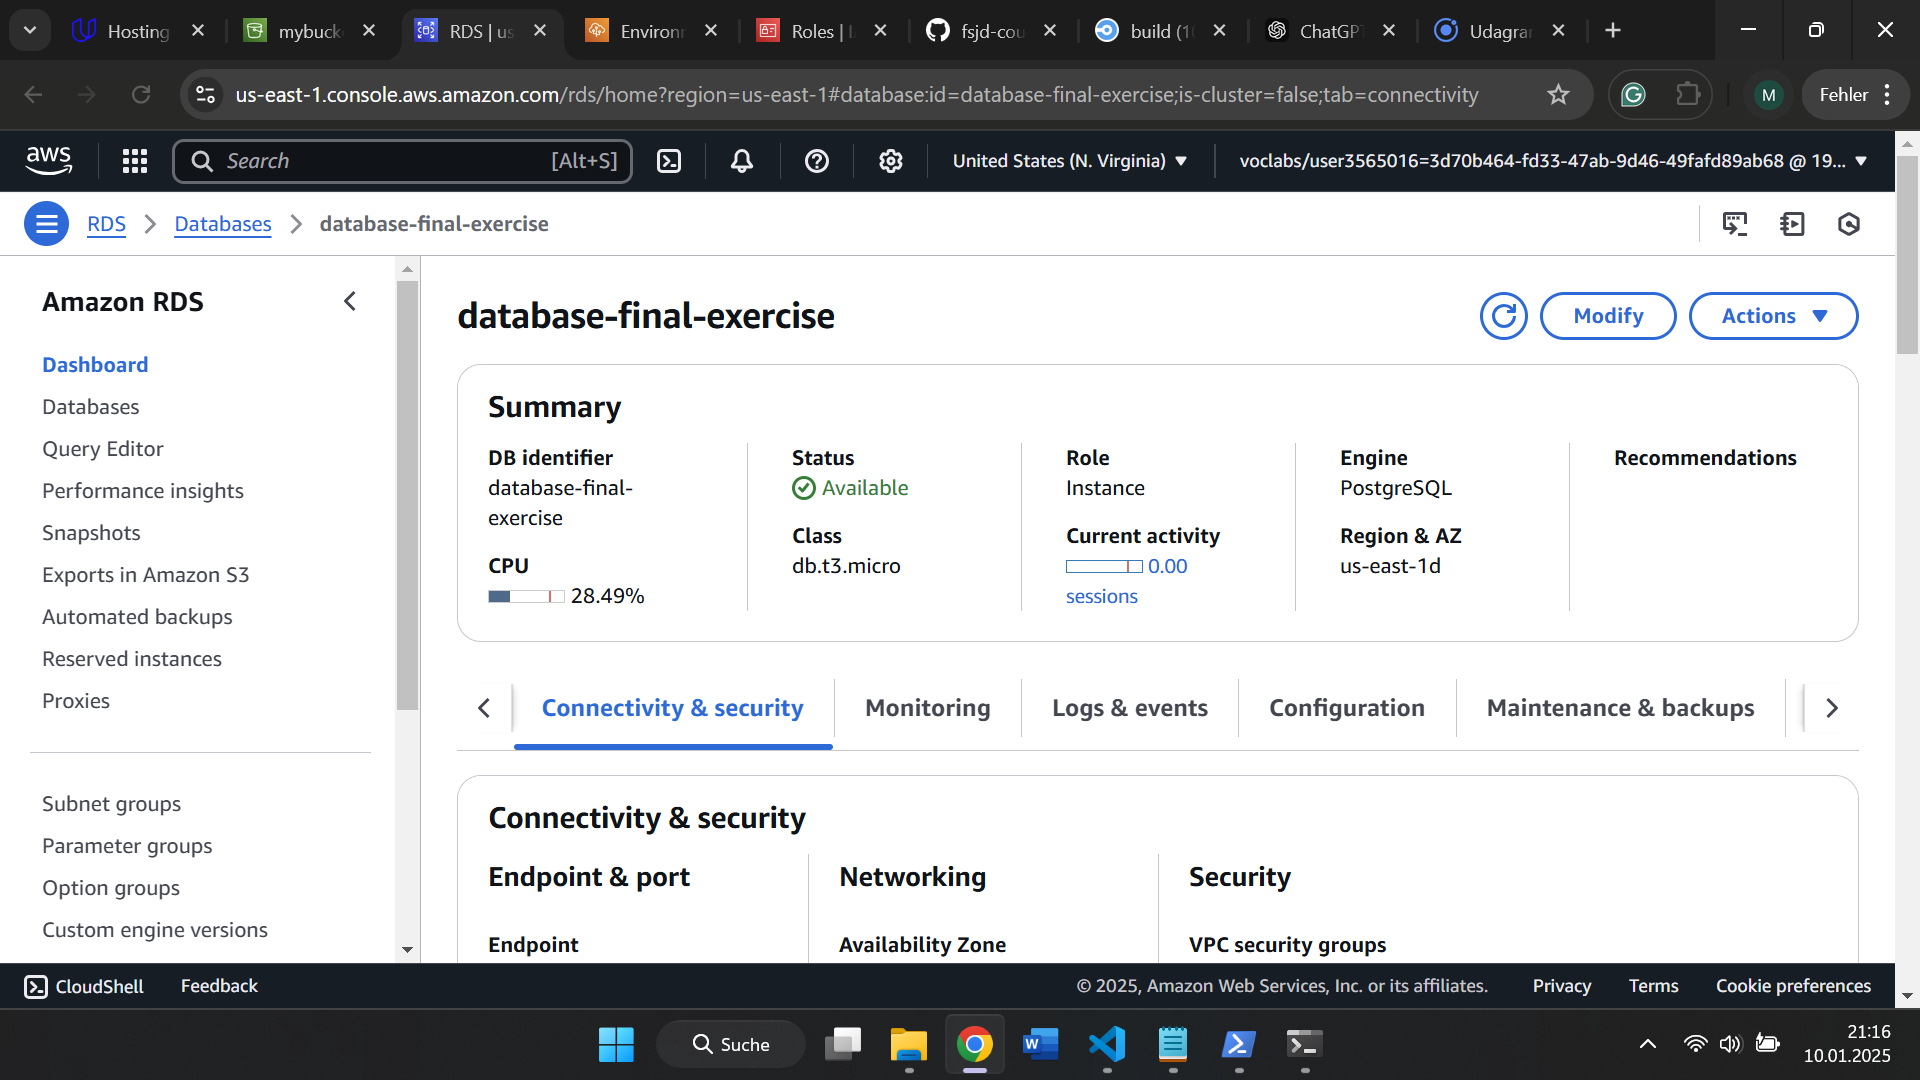 Hosting
mybuck
RDS | us
Environm
Roles | I
fsjd-cou
build (1
ChatGPT
Udagran
us-east-1.console.aws.amazon.com/rds/home?region=us-east-1#database:id=database-final-exercise;is-cluster=false;tab=connectivity
M
Fehler
aws
Search
[Alt+S]
United States (N. Virginia)
voclabs/user3565016=3d70b464-fd33-47ab-9d46-49fafd89ab68 @ 19...
RDS
Databases
database-final-exercise
Amazon RDS
Dashboard
Databases
Query Editor
Performance insights
Snapshots
Exports in Amazon S3
Automated backups
Reserved instances
Proxies
Subnet groups
Parameter groups
Option groups
Custom engine versions
database-final-exercise
Modify
Actions
Summary
DB identifier
database-final-
exercise
CPU
28.49%
Status
Available
Class
db.t3.micro
Role
Instance
Current activity
0.00
sessions
Engine
PostgreSQL
Region & AZ
us-east-1d
Recommendations
Connectivity & security
Monitoring
Logs & events
Configuration
Maintenance & backups
Connectivity & security
Endpoint & port
Endpoint
Networking
Availability Zone
Security
VPC security groups
CloudShell
Feedback
© 2025, Amazon Web Services, Inc. or its affiliates.
Privacy
Terms
Cookie preferences
Suche
21:16
10.01.2025